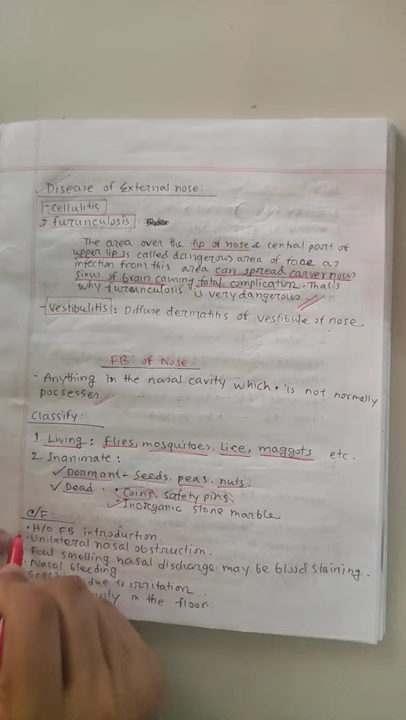 Disease of External nose:
- cellulitis
furunculosis:
The area over the tip of nose & central part of
upper lip is called dangerous area of face as
infection from this area can spread carvernous
sinus of brain causing fatal complication. That's
why furunculosis is very dangerous
Vestibulitis: Diffuse dermatitis of vestibule of nose.
FB of Nose
- Anything in the nasal cavity which is not normally
possesses
Classify:
1. Living: flies, mosquitoes, Lice, maggots etc.
2. Inanimate:
✓ Dormant - seeds, peas, nuts.
✓ Dead. • Coins, safety pins.
Inorganic stone marble
C/F.
• H/O FB introduction.
• Unilateral nasal obstruction.
• Foul smelling nasal discharge may be blood staining.
• Nasal bleeding
due to irritation.
in the floor.